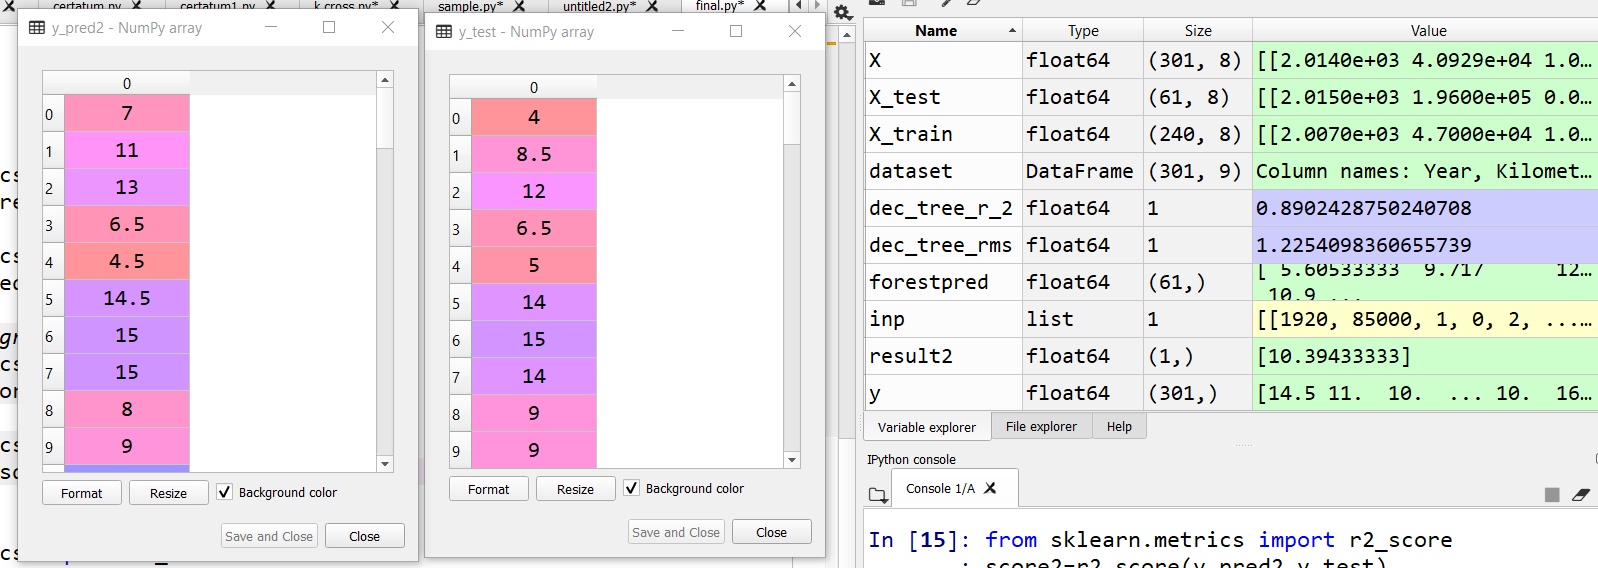 certatum.py
certatum1.py*
k cross.py*
sample.py*
untitled2.py*
final.py*
y_pred2 - NumPy array
0
0 7
1 11
2 13
3 6.5
4 4.5
5 14.5
6 15
7 15
8 8
9 9
Format
Resize
Background color
Save and Close
Close
y_test - NumPy array
0
0 4
1 8.5
2 12
3 6.5
4 5
5 14
6 15
7 14
8 9
9 9
Format
Resize
Background color
Save and Close
Close
Name Type Size Value
X float64 (301, 8) [[2.0140e+03 4.0929e+04 1.0…
X_test float64 (61, 8) [[2.0150e+03 1.9600e+05 0.0…
X_train float64 (240, 8) [[2.0070e+03 4.7000e+04 1.0…
dataset DataFrame (301, 9) Column names: Year, Kilomet…
dec_tree_r_2 float64 1 0.8902428750240708
dec_tree_rms float64 1 1.2254098360655739
forestpred float64 (61,) [ 5.60533333 9.717 12…
10.9 ...
inp list 1 [[1920, 85000, 1, 0, 2, ...…
result2 float64 (1,) [10.39433333]
y float64 (301,) [14.5 11. 10. ... 10. 16…
Variable explorer
File explorer
Help
IPython console
Console 1/A
In [15]: from sklearn.metrics import r2_score
: score2=r2_score(y_pred2,y_test)